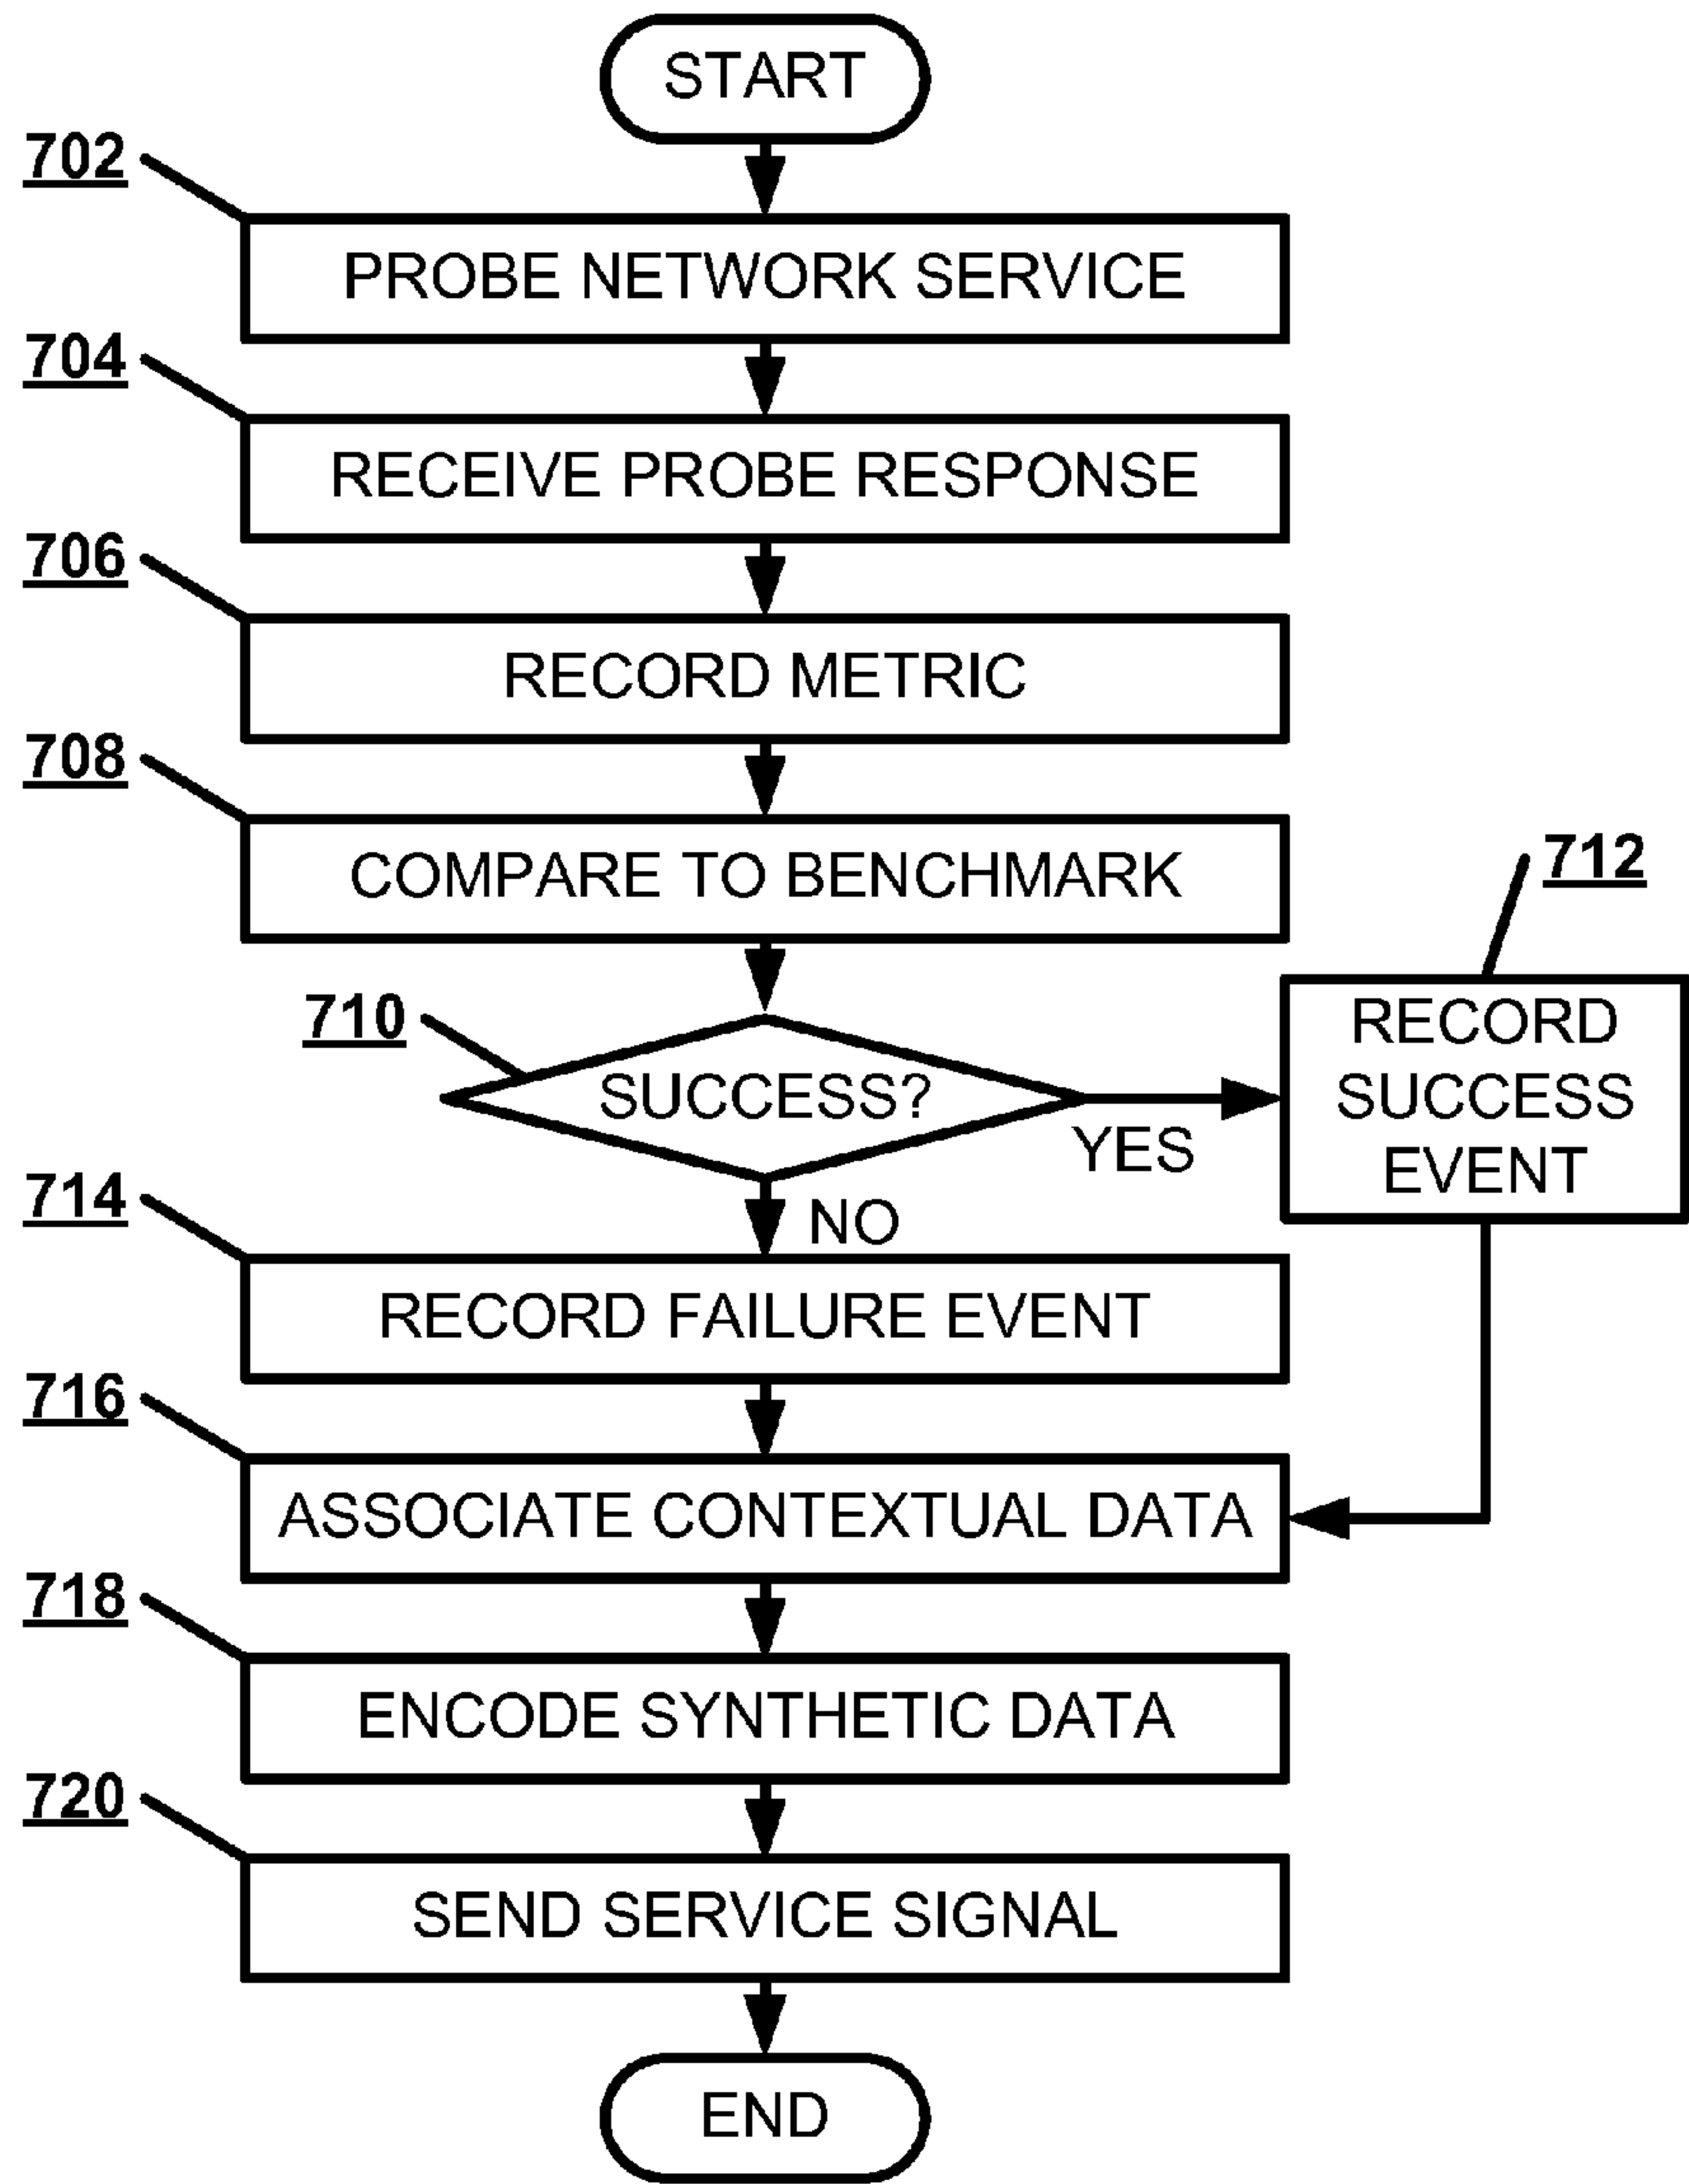 START
702
PROBE NETWORK SERVICE
704
RECEIVE PROBE RESPONSE
706
RECORD METRIC
708
COMPARE TO BENCHMARK
710
SUCCESS?
YES
712
RECORD
SUCCESS
EVENT
NO
714
RECORD FAILURE EVENT
716
ASSOCIATE CONTEXTUAL DATA
718
ENCODE SYNTHETIC DATA
720
SEND SERVICE SIGNAL
END